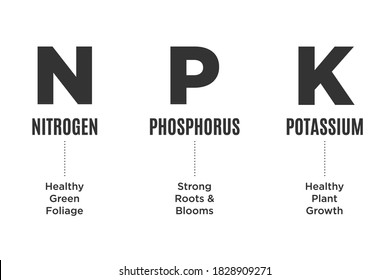 N P K
NITROGEN PHOSPHORUS POTASSIUM
Healthy Strong Healthy
Green Roots & Plant
Foliage Blooms Growth
shutterstock.com · 1828909271